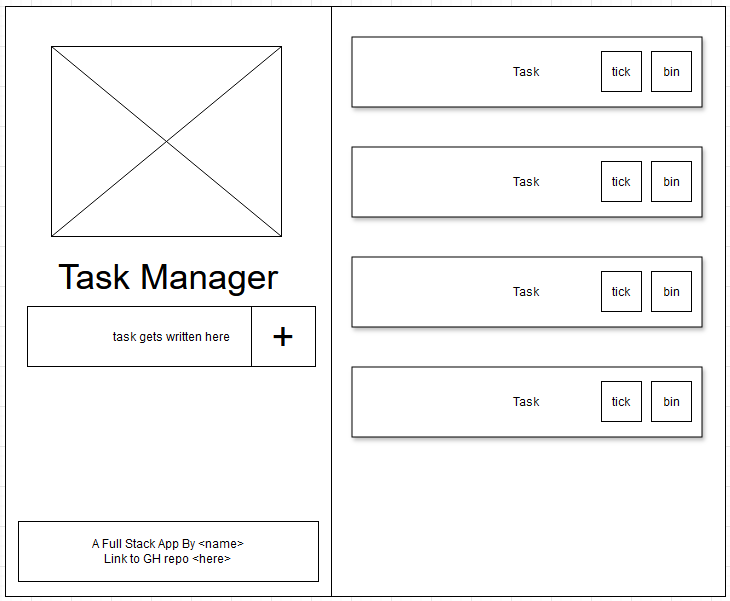 Task Manager
task gets written here
+
A Full Stack App By <name>
Link to GH repo <here>
Task
tick
bin
Task
tick
bin
Task
tick
bin
Task
tick
bin